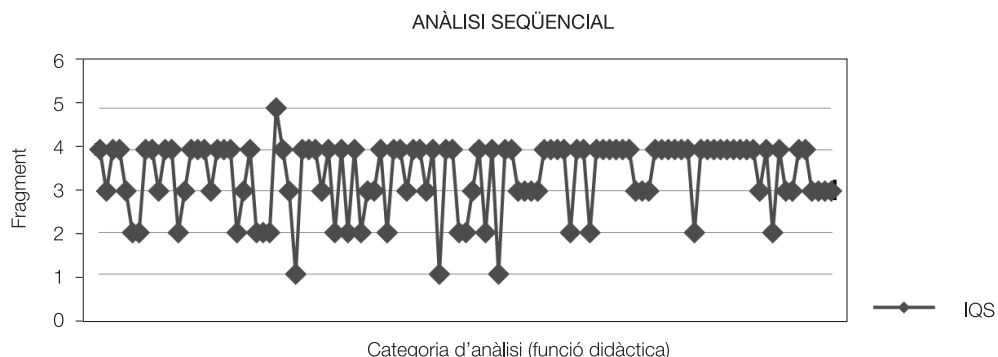 ANÀLISI SEQÜENCIAL
6
5
4
3
2
1
0
Fragment
Categoria d'anàlisi (funció didàctica)
IQS